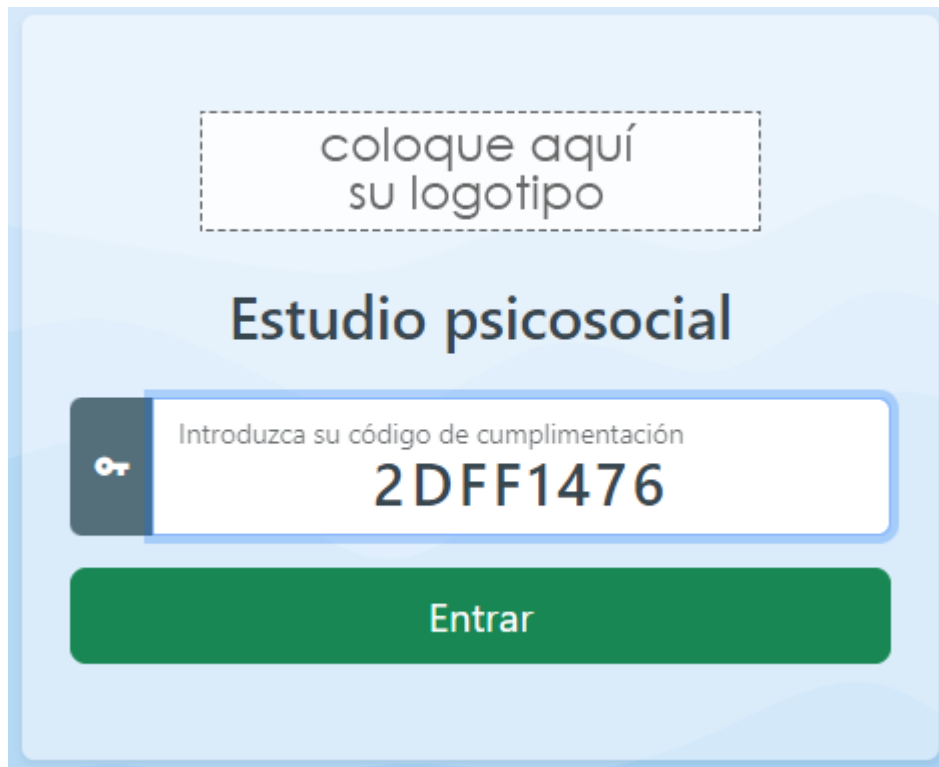 coloque aquí
su logotipo
Estudio psicosocial
Introduzca su código de cumplimentación
2DFF1476
Entrar